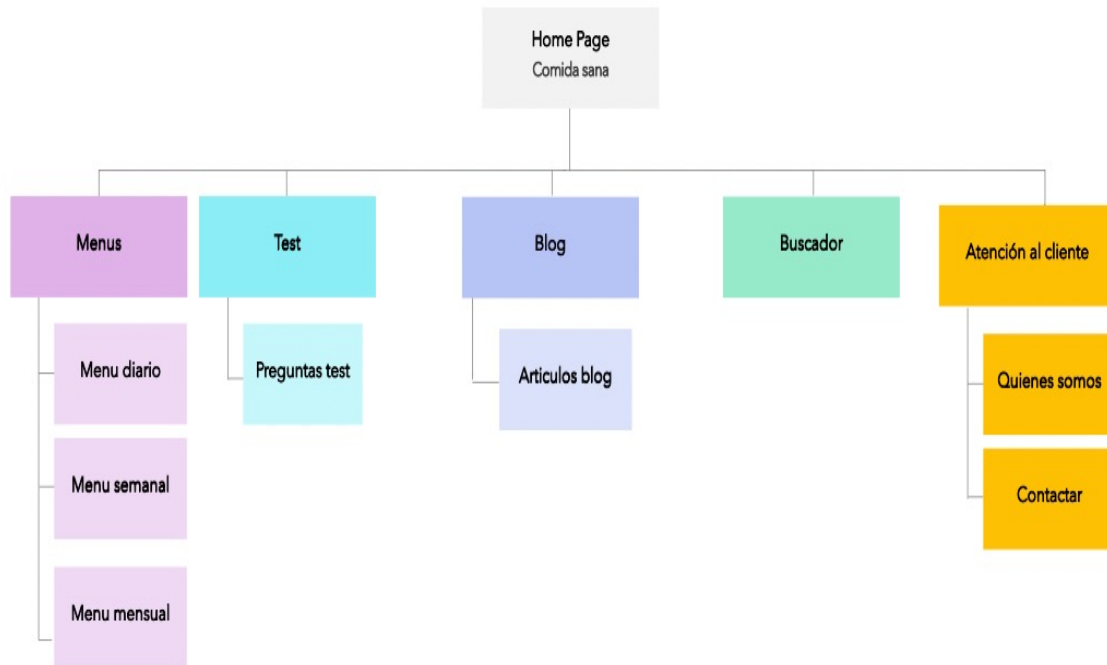 Home Page
Comida sana
Menus
Test
Blog
Buscador
Atención al cliente
Menu diario
Preguntas test
Articulos blog
Quienes somos
Menu semanal
Contactar
Menu mensual